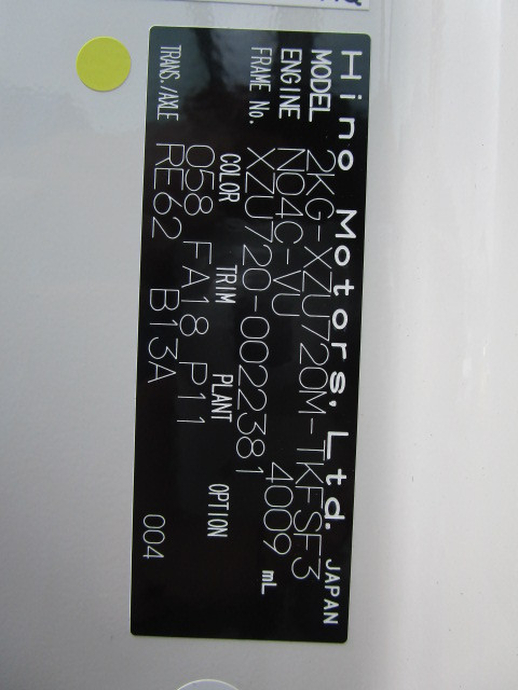 Hino Motors, Ltd. JAPAN
MODEL 2KG-XZU720M-TKFSF3
ENGINE N04C-VU 4009 mL
FRAME No. XZU720-0022381
COLOR TRIM PLANT OPTION
058 FA18 P11
TRANS./AXLE RE62 B13A 004